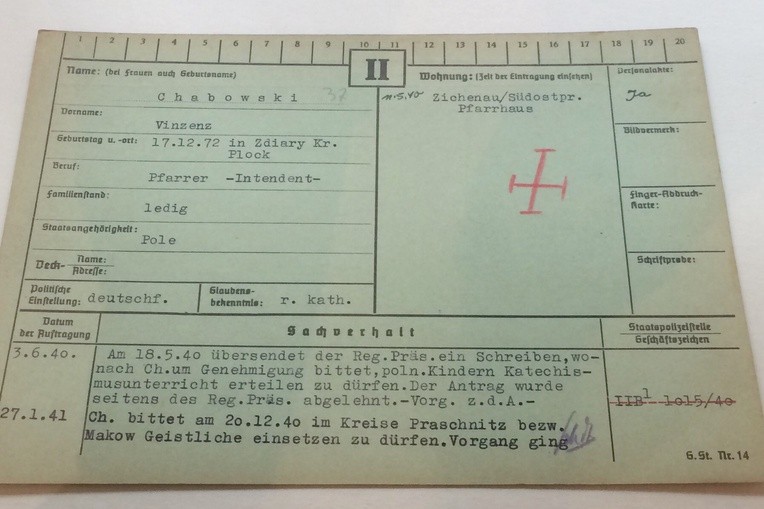 1 2 3 4 5 6 7 8 9 10 11 12 13 14 15 16 17 18 19 20
II
Name: (bei Frauen auch Geburtsname)
Chabowski 37
Vorname:
Vinzenz
Geburtstag u. -ort: 17.12.72 in Zdiary Kr.
Plock
Beruf:
Pfarrer -Intendent-
Familienstand:
ledig
Staatsangehörigkeit:
Pole
Deck- Name:
Adresse:
Politische
Einstellung: deutschf.
Glaubens-
bekenntnis: r. kath.
Wohnung: (Zeit der Eintragung einsetzen)
Zichenau/Südostpr.
Pfarrhaus
Personalakte:
Ja
Bildvermerk:
Finger-Abdruck-
Karte:
Schriftprobe:
Datum
der Auftragung
Sachverhalt
Staatspolizeistelle
Geschäftszeichen
3.6.40. Am 18.5.40 übersendet der Reg.Präs.ein Schreiben,wo-
nach Ch.um Genehmigung bittet,poln.Kindern Katechis-
musunterricht erteilen zu dürfen.Der Antrag wurde
seitens des Reg.Präs. abgelehnt.-Vorg. z.d.A.- IIB1 1015/40
27.1.41 Ch. bittet am 20.12.40 im Kreise Praschnitz bezw.
Makow Geistliche einsetzen zu dürfen.Vorgang ging
G.St. Nr. 14